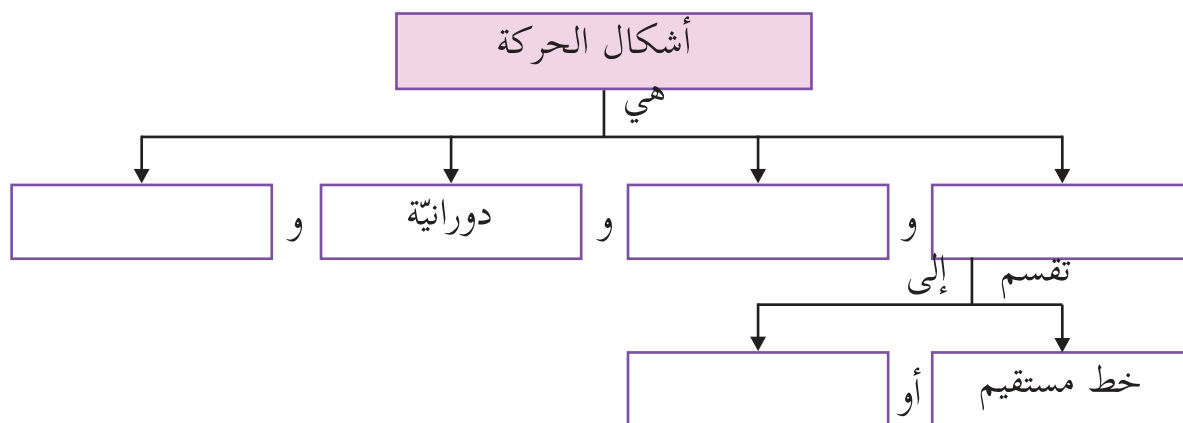 أشكال الحركة
هي
و
و
دورانيّة
و
تقسم
إلى
خط مستقيم
أو